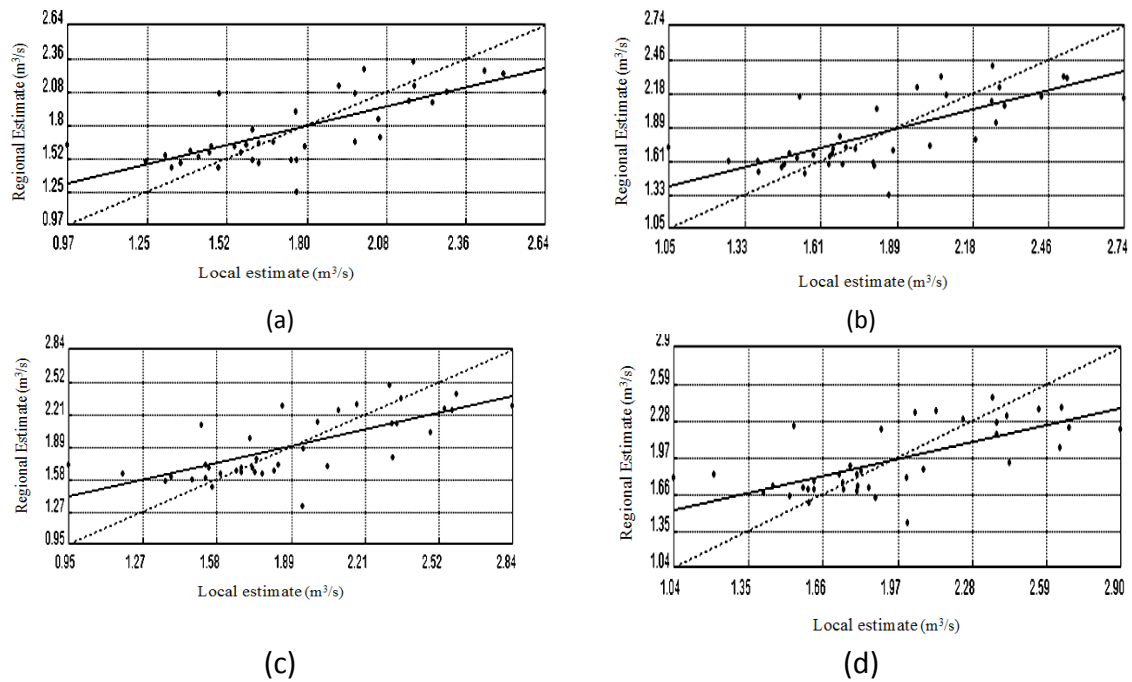 2.64
2.36
2.08
1.8
1.52
1.25
0.97
Regional Estimate (m³/s)
0.97 1.25 1.52 1.80 2.08 2.36 2.64
Local estimate (m³/s)
(a)
2.74
2.46
2.18
1.89
1.61
1.33
1.05
Regional Estimate (m³/s)
1.05 1.33 1.61 1.89 2.18 2.46 2.74
Local estimate (m³/s)
(b)
2.84
2.52
2.21
1.89
1.58
1.27
0.95
Regional Estimate (m³/s)
0.95 1.27 1.58 1.89 2.21 2.52 2.84
Local estimate (m³/s)
(c)
2.9
2.59
2.28
1.97
1.66
1.35
1.04
Regional Estimate (m³/s)
1.04 1.35 1.66 1.97 2.28 2.59 2.90
Local estimate (m³/s)
(d)